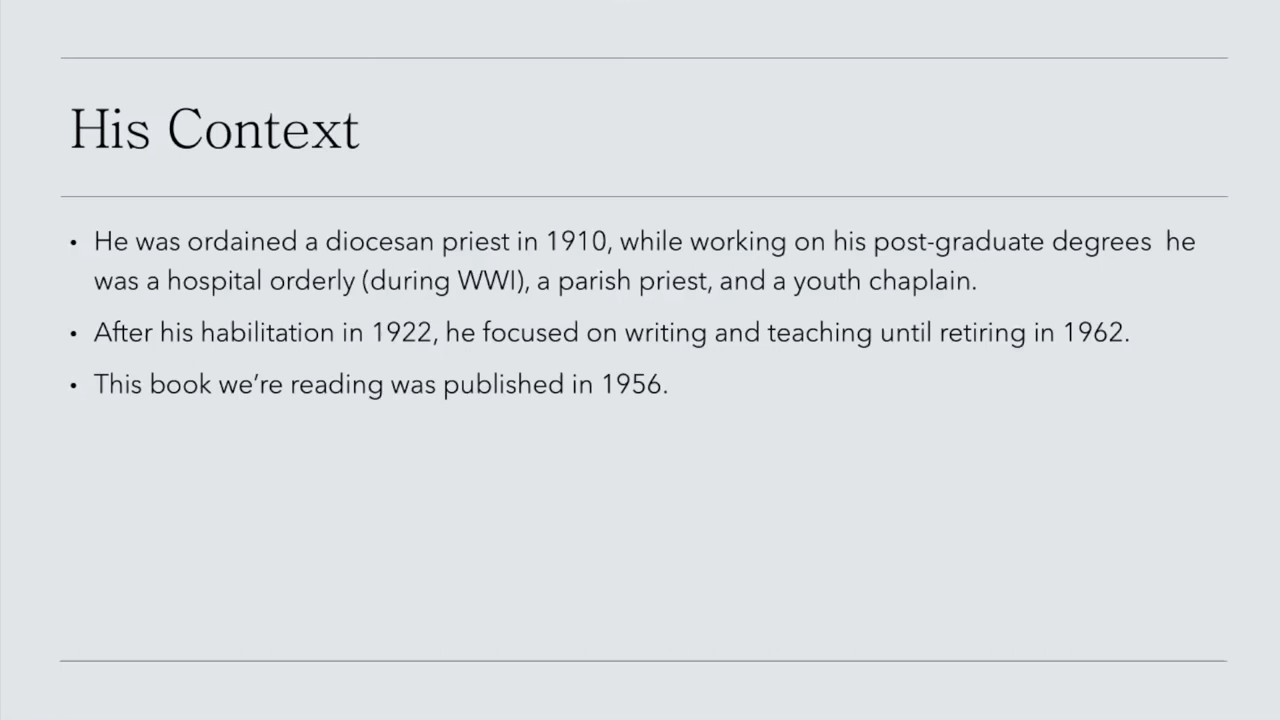 His Context
• He was ordained a diocesan priest in 1910, while working on his post-graduate degrees  he
was a hospital orderly (during WWI), a parish priest, and a youth chaplain.
• After his habilitation in 1922, he focused on writing and teaching until retiring in 1962.
• This book we’re reading was published in 1956.